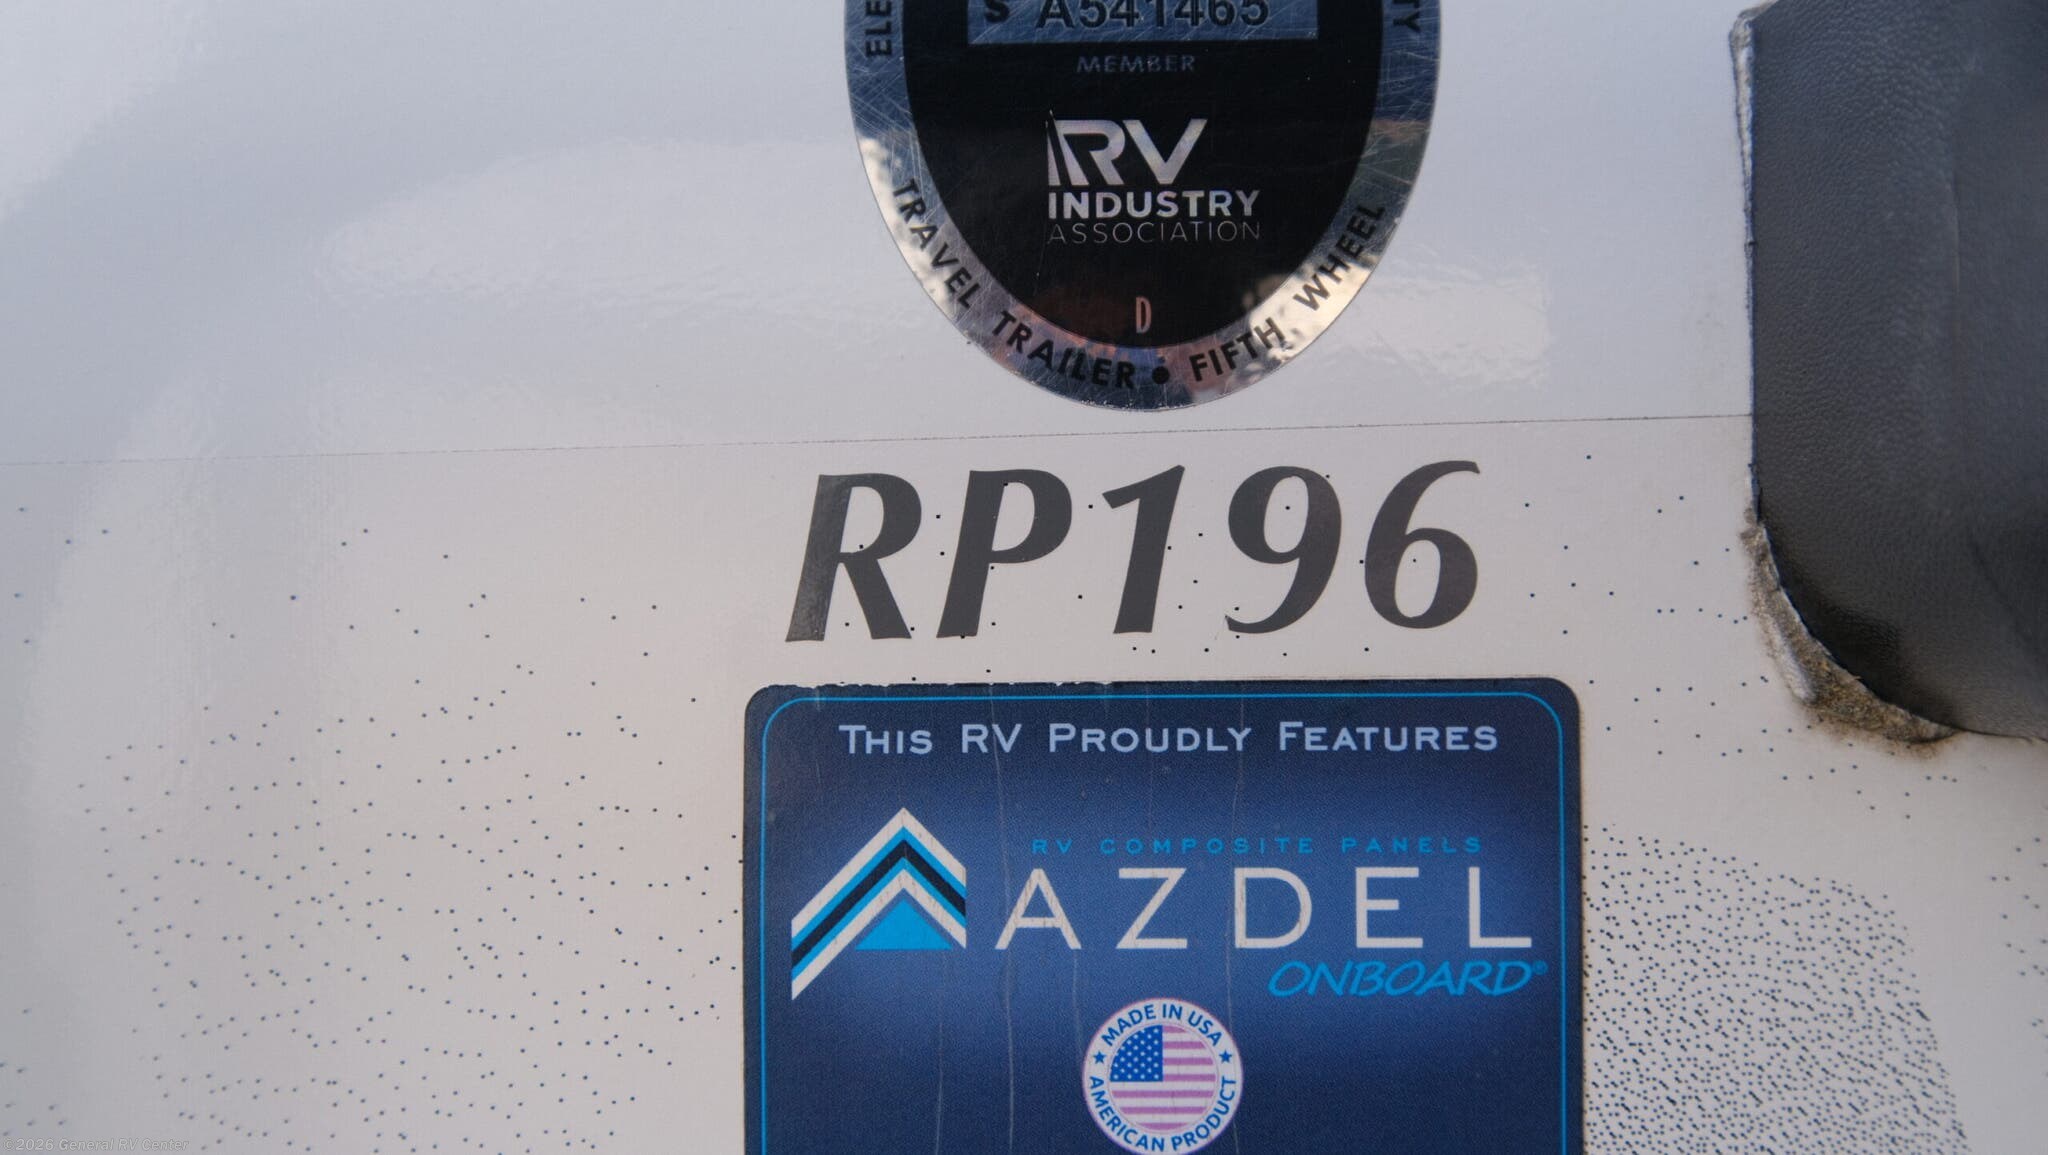 A541465
MEMBER
RV
INDUSTRY
ASSOCIATION
D
TRAVEL TRAILER • FIFTH WHEEL
RP196
THIS RV PROUDLY FEATURES
RV COMPOSITE PANELS
AZDEL
ONBOARD®
MADE IN USA
AMERICAN PRODUCT
©2026 General RV Center